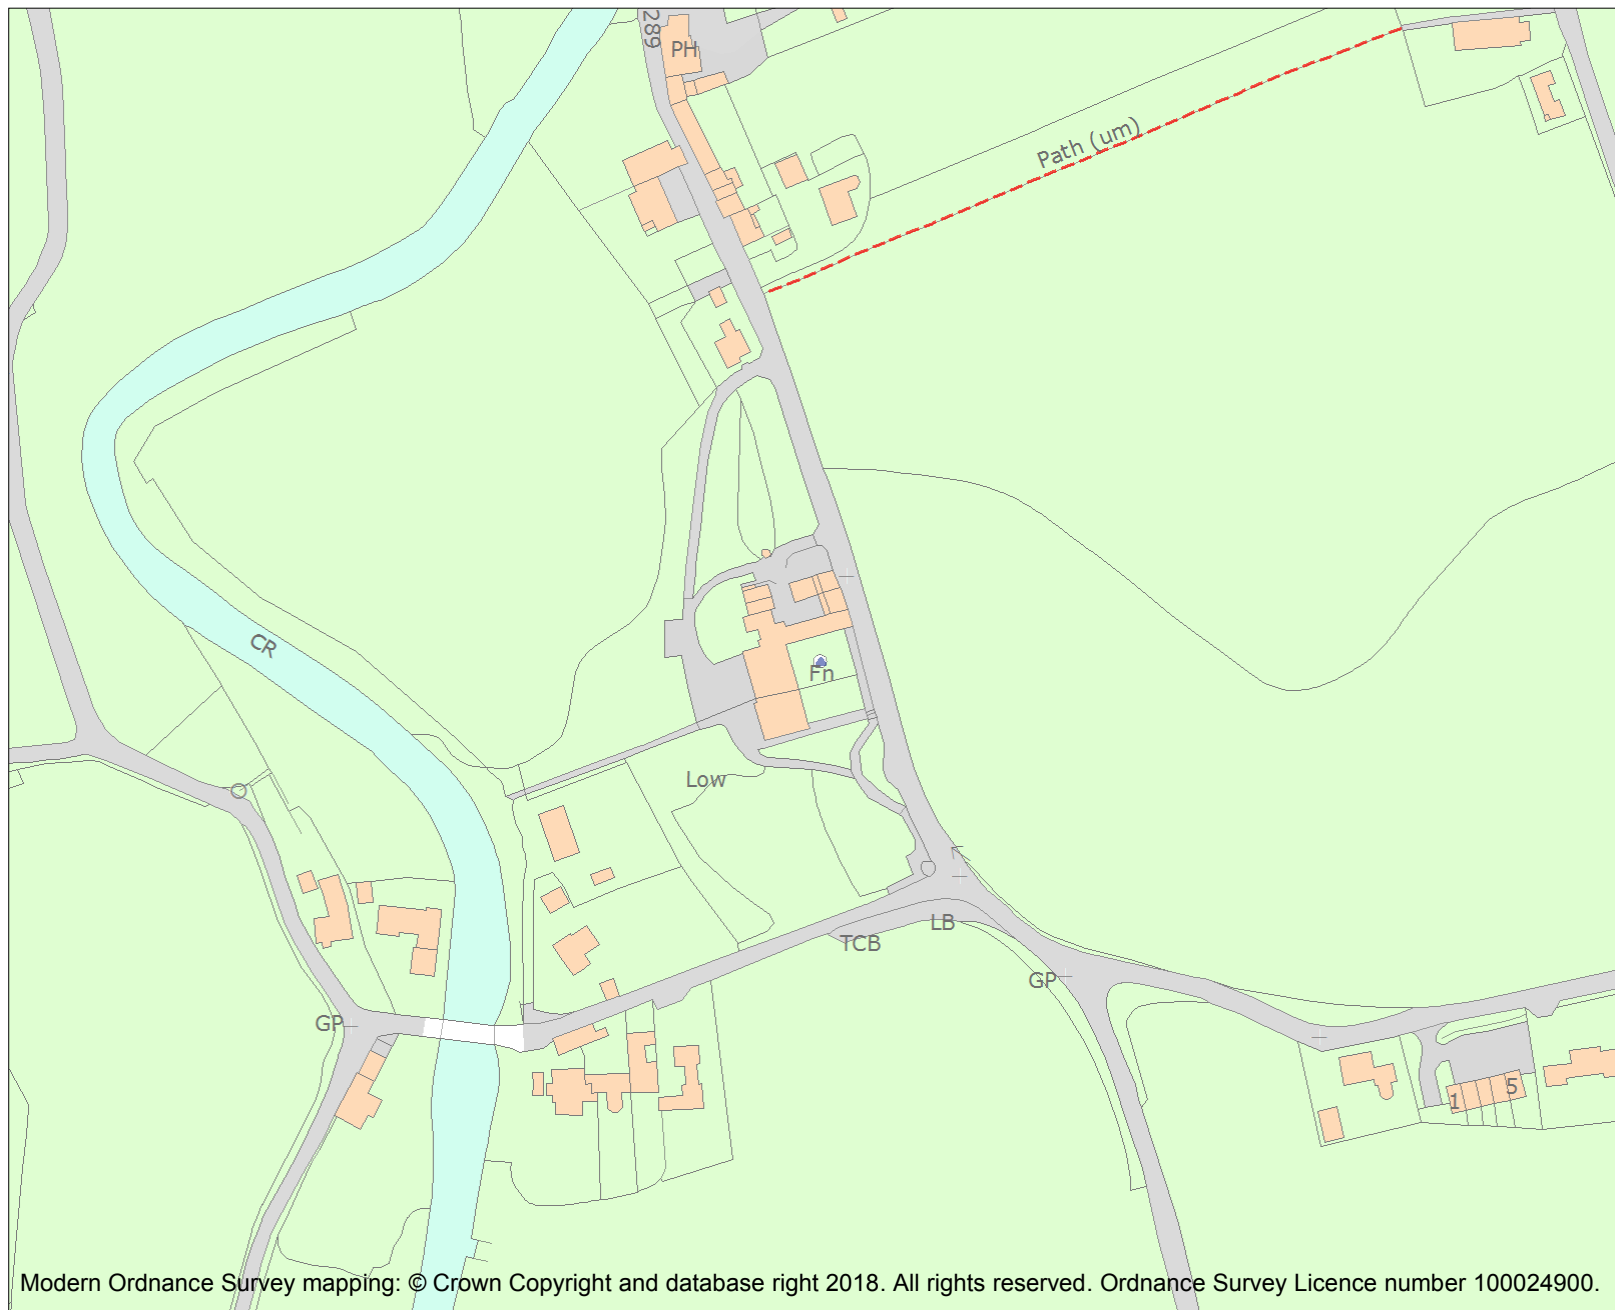 289
PH
Path (um)
CR
Fn
Low
LB
TCB
GP
GP
5
1
Modern Ordnance Survey mapping: © Crown Copyright and database right 2018. All rights reserved. Ordnance Survey Licence number 100024900.